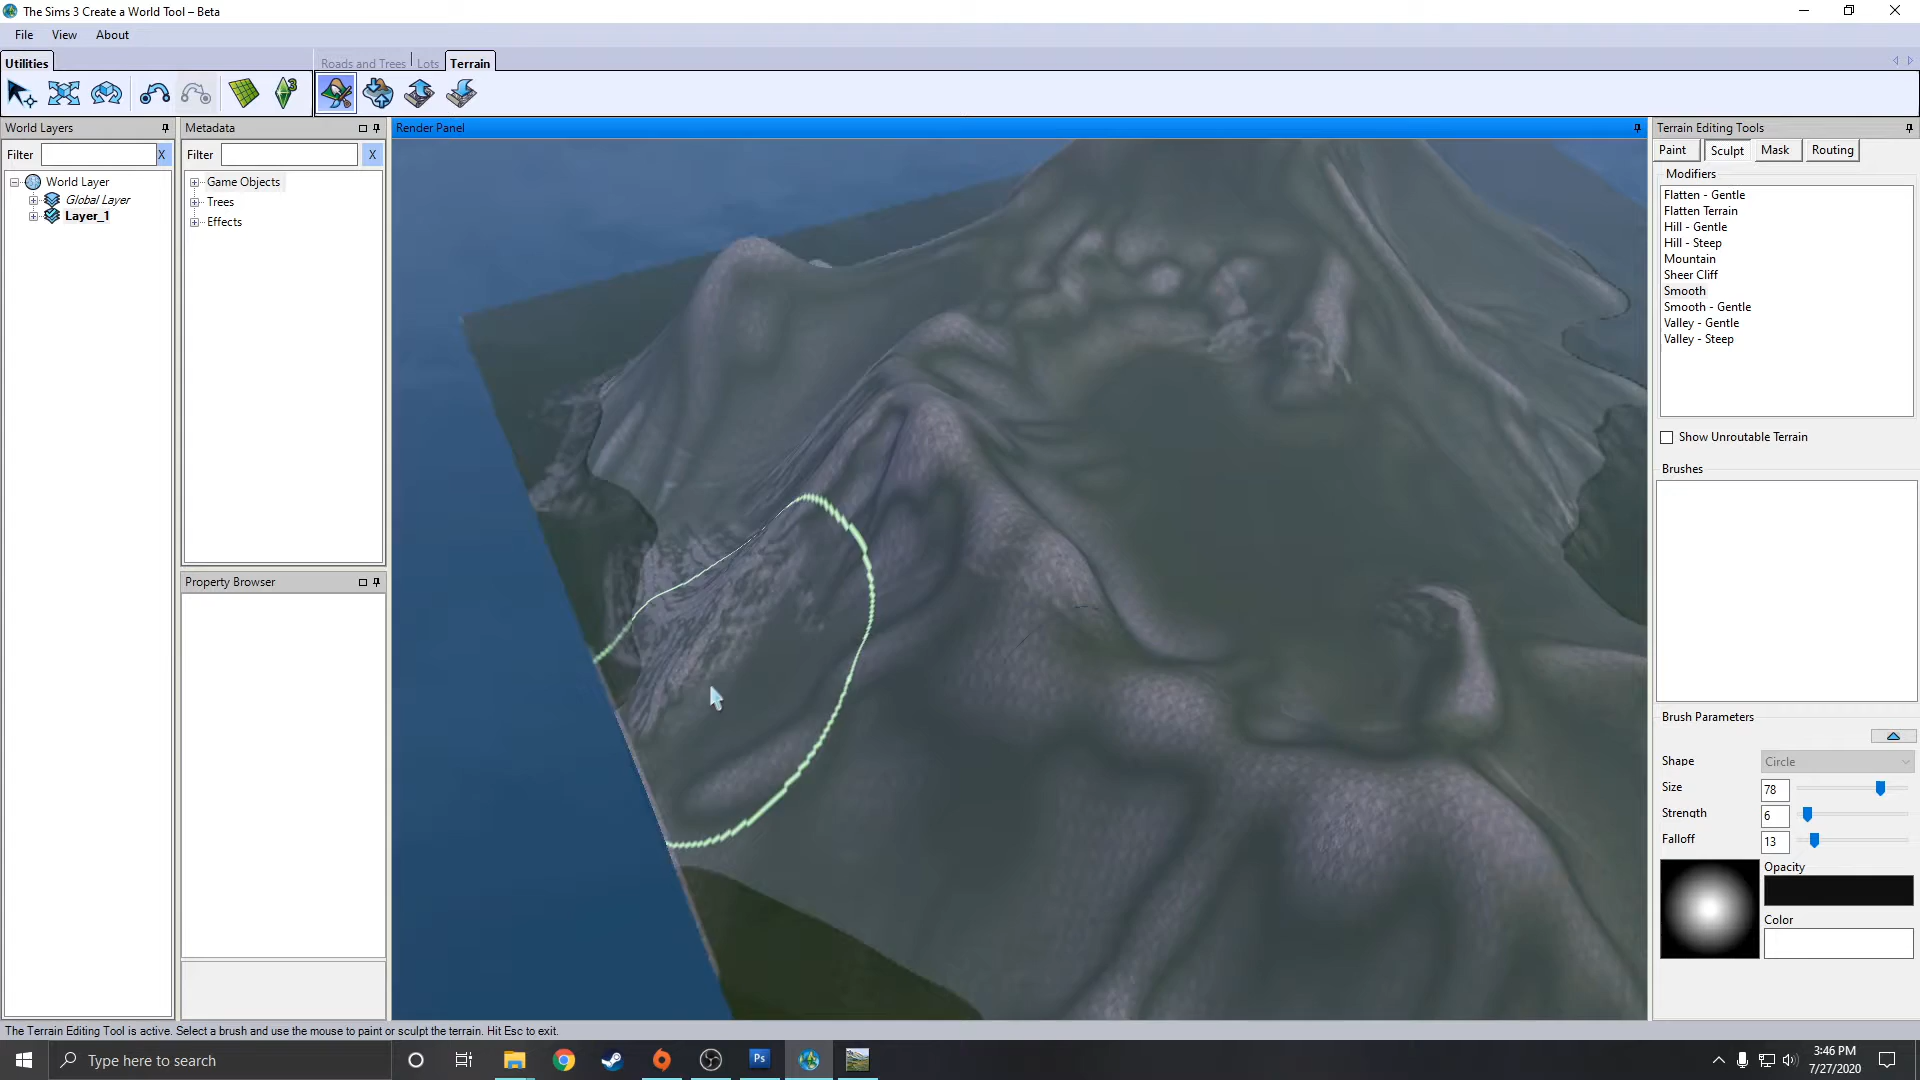 The Sims 3 Create a World Tool – Beta
File View About
Utilities
Roads and Trees Lots Terrain
World Layers
Filter X
World Layer
Global Layer
Layer_1
Metadata
Filter X
Game Objects
Trees
Effects
Property Browser
Render Panel
Terrain Editing Tools
Paint Sculpt Mask Routing
Modifiers
Flatten - Gentle
Flatten Terrain
Hill - Gentle
Hill - Steep
Mountain
Sheer Cliff
Smooth
Smooth - Gentle
Valley - Gentle
Valley - Steep
Show Unroutable Terrain
Brushes
Brush Parameters
Shape Circle
Size 78
Strength 6
Falloff 13
Opacity
Color
The Terrain Editing Tool is active. Select a brush and use the mouse to paint or sculpt the terrain. Hit Esc to exit.
Type here to search
Ps
3:46 PM
7/27/2020